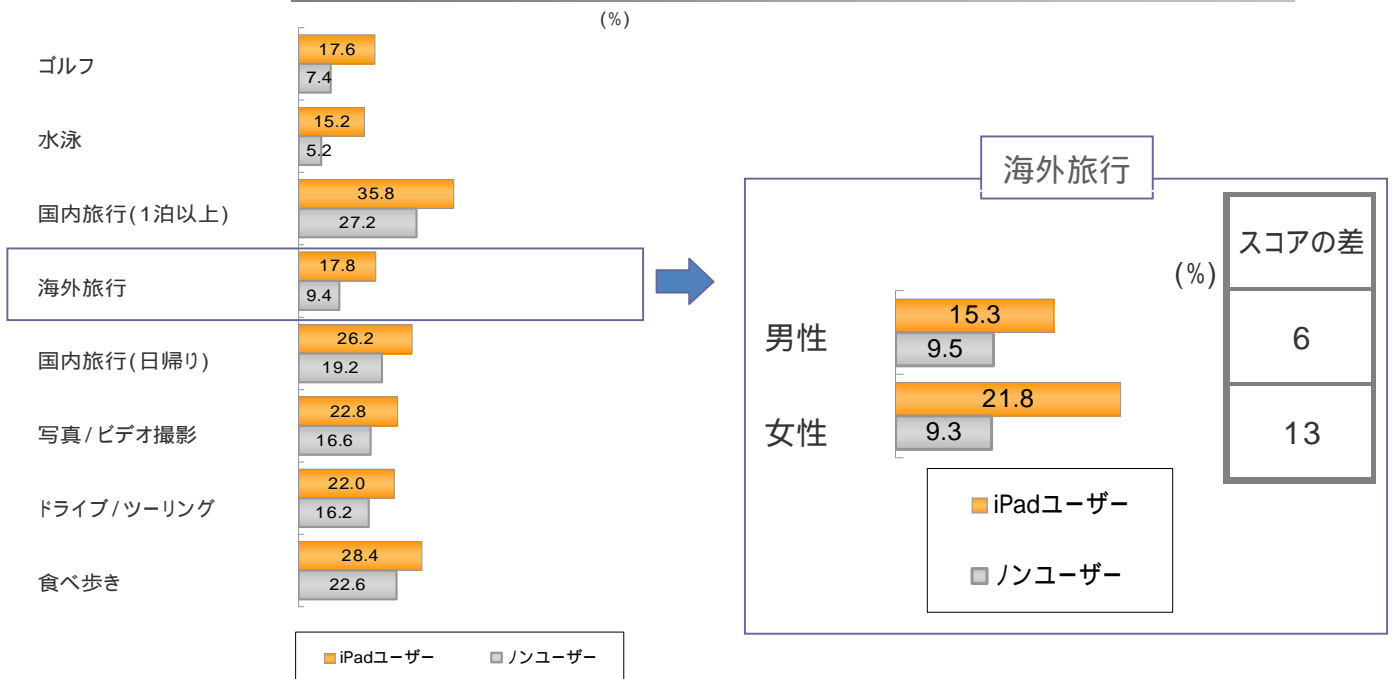 (%)
ゴルフ
17.6
7.4
水泳
15.2
5.2
国内旅行(1泊以上)
35.8
27.2
海外旅行
17.8
9.4
国内旅行(日帰り)
26.2
19.2
写真/ビデオ撮影
22.8
16.6
ドライブ/ツーリング
22.0
16.2
食べ歩き
28.4
22.6
iPadユーザー ノンユーザー
海外旅行
(%)
スコアの差
男性
15.3
9.5
6
女性
21.8
9.3
13
iPadユーザー
ノンユーザー